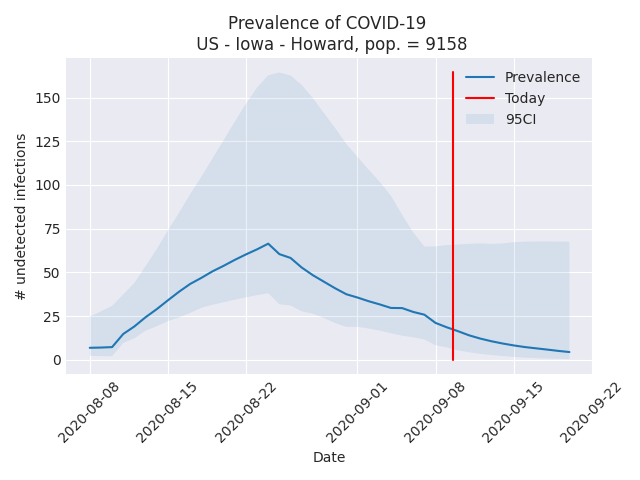 Prevalence of COVID-19
US - Iowa - Howard, pop. = 9158
Prevalence
Today
95CI
150
125
100
75
50
25
0
# undetected infections
2020-08-08
2020-08-15
2020-08-22
2020-09-01
2020-09-08
2020-09-15
2020-09-22
Date